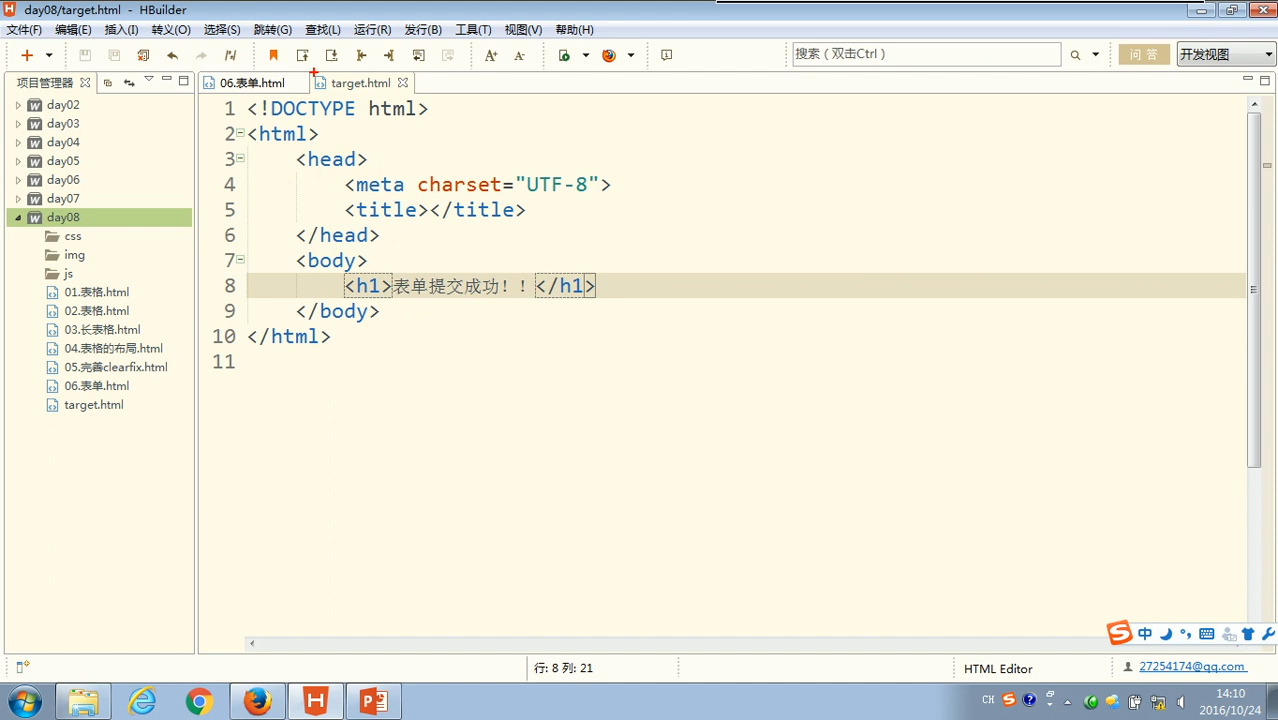 day08/target.html - HBuilder
文件(F) 编辑(E) 插入(I) 转义(O) 选择(S) 跳转(G) 查找(L) 运行(R) 发行(B) 工具(T) 视图(V) 帮助(H)
搜索（双击Ctrl） 问 答 开发视图
项目管理器 06.表单.html target.html
day02
day03
day04
day05
day06
day07
day08
css
img
js
01.表格.html
02.表格.html
03.长表格.html
04.表格的布局.html
05.完善clearfix.html
06.表单.html
target.html
1 <!DOCTYPE html>
2 <html>
3 <head>
4 <meta charset="UTF-8">
5 <title></title>
6 </head>
7 <body>
8 <h1>表单提交成功！！</h1>
9 </body>
10 </html>
11
中
行: 8 列: 21 HTML Editor 27254174@qq.com
CH 14:10
2016/10/24